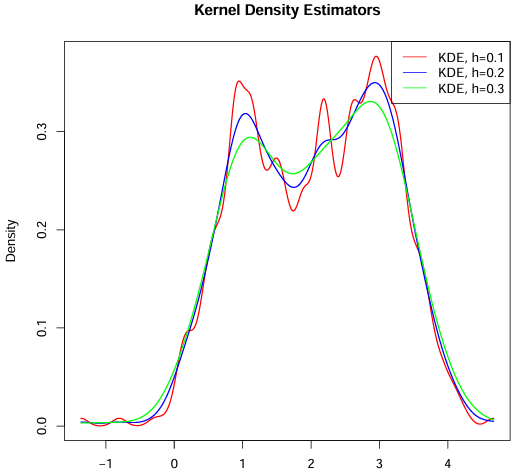 Kernel Density Estimators
KDE, h=0.1
KDE, h=0.2
KDE, h=0.3
Density
0.3
0.2
0.1
0.0
−1 0 1 2 3 4